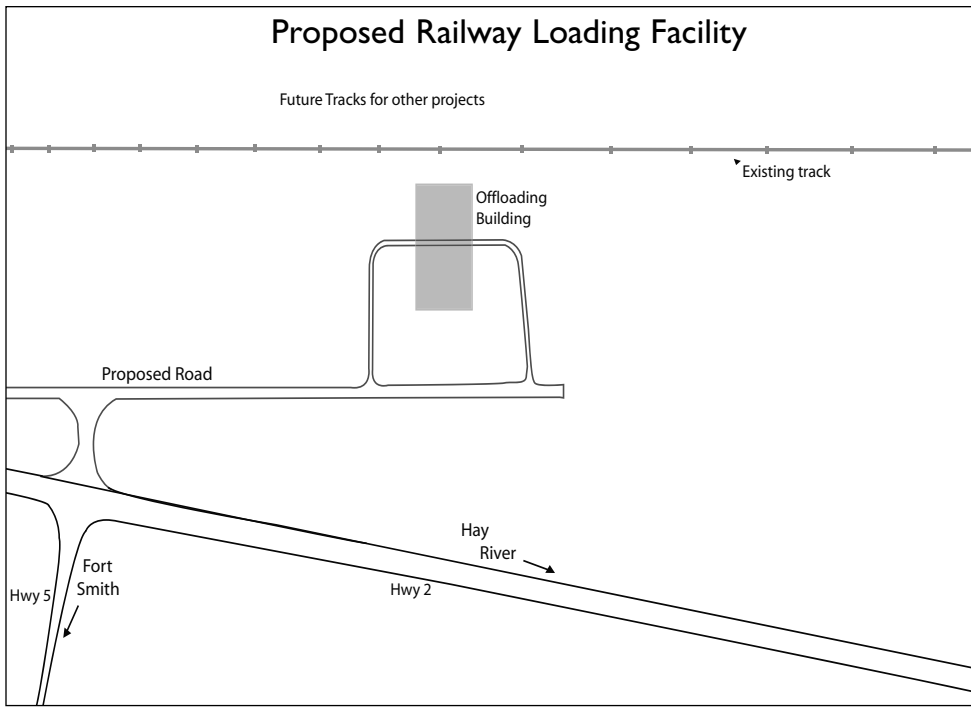 Proposed Railway Loading Facility
Future Tracks for other projects
Existing track
Offloading
Building
Proposed Road
Hay
River
Fort
Smith
Hwy 5
Hwy 2